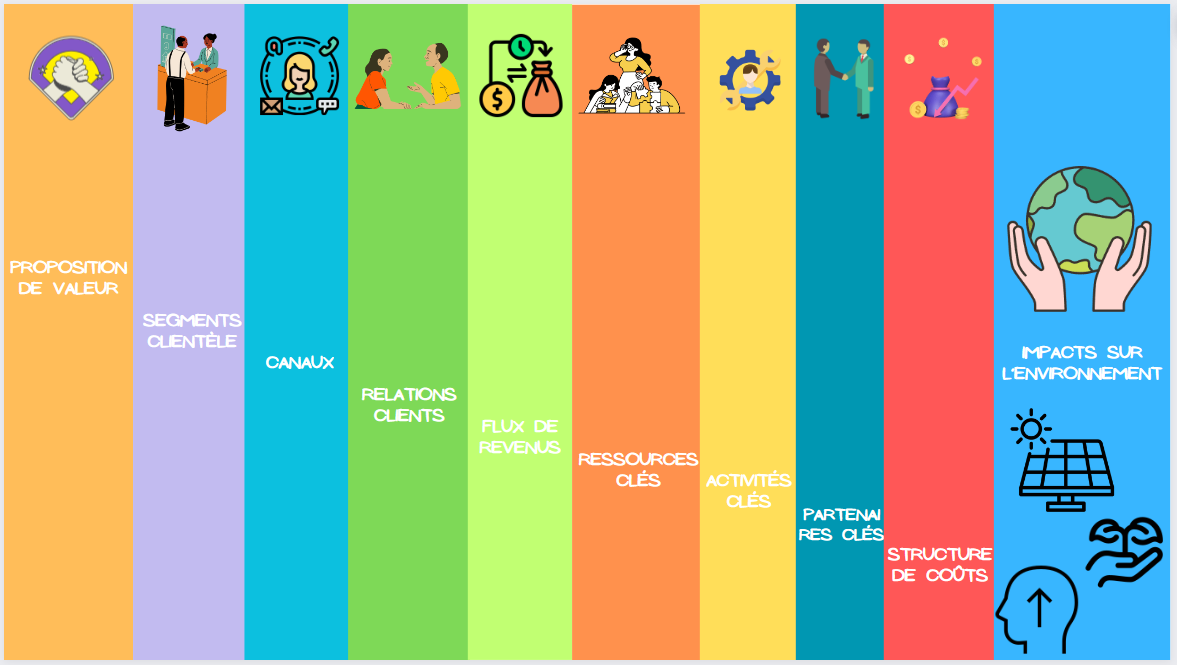 PROPOSITION
DE VALEUR
SEGMENTS
CLIENTÈLE
CANAUX
RELATIONS
CLIENTS
FLUX DE
REVENUS
RESSOURCES
CLÉS
ACTIVITÉS
CLÉS
PARTENAI
RES CLÉS
STRUCTURE
DE COÛTS
IMPACTS SUR
L'ENVIRONNEMENT